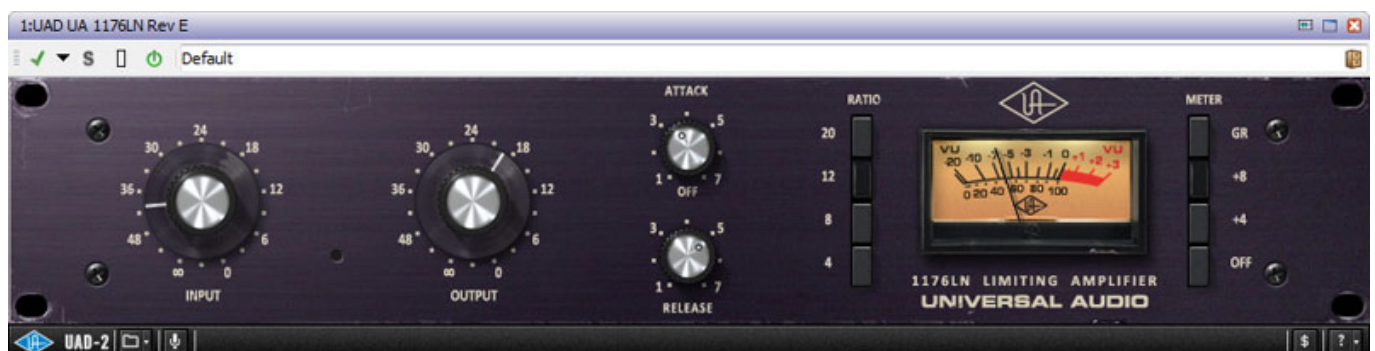 1:UAD UA 1176LN Rev E
S Default
ATTACK
RATIO
METER
24
30 18
36 12
48 6
∞ 0
INPUT
24
30 18
36 12
48 6
∞ 0
OUTPUT
3 5
1 7
OFF
3 5
1 7
RELEASE
20
12
8
4
UA
VU VU
-20 -10 -7 -5 -3 -1 0 +1 +2 +3
0 20 40 60 80 100
UA
GR
+8
+4
OFF
1176LN LIMITING AMPLIFIER
UNIVERSAL AUDIO
UA UAD-2 $ ?